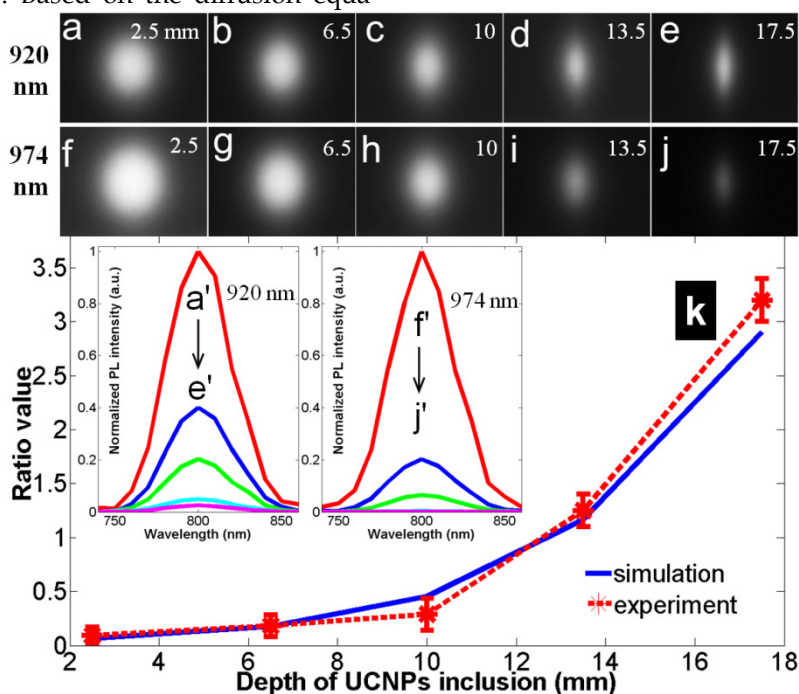 . Based on the diffusion equa-
920 nm
a 2.5 mm b 6.5 c 10 d 13.5 e 17.5
974 nm
f 2.5 g 6.5 h 10 i 13.5 j 17.5
Ratio value
3.5
3
2.5
2
1.5
1
0.5
0
Normalized PL intensity (a.u.)
1
0.8
0.6
0.4
0.2
0
920 nm
a'
e'
750 800 850
Wavelength (nm)
Normalized PL intensity (a.u.)
1
0.8
0.6
0.4
0.2
0
974 nm
f'
j'
750 800 850
Wavelength (nm)
k
simulation
experiment
2 4 6 8 10 12 14 16 18
Depth of UCNPs inclusion (mm)